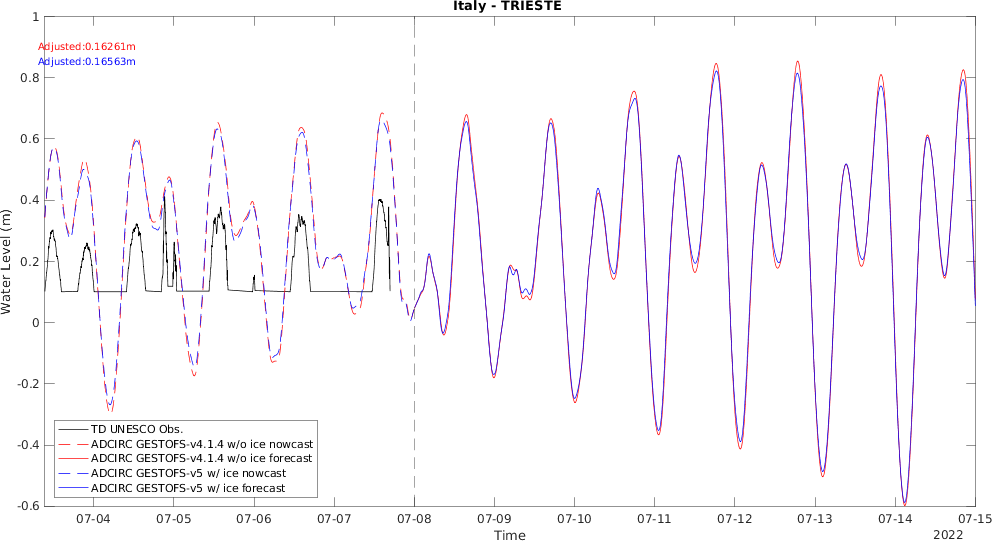 Italy - TRIESTE
Adjusted:0.16261m
Adjusted:0.16563m
1
0.8
0.6
0.4
0.2
0
-0.2
-0.4
-0.6
Water Level (m)
TD UNESCO Obs.
ADCIRC GESTOFS-v4.1.4 w/o ice nowcast
ADCIRC GESTOFS-v4.1.4 w/o ice forecast
ADCIRC GESTOFS-v5 w/ ice nowcast
ADCIRC GESTOFS-v5 w/ ice forecast
07-04 07-05 07-06 07-07 07-08 07-09 07-10 07-11 07-12 07-13 07-14 07-15
Time
2022